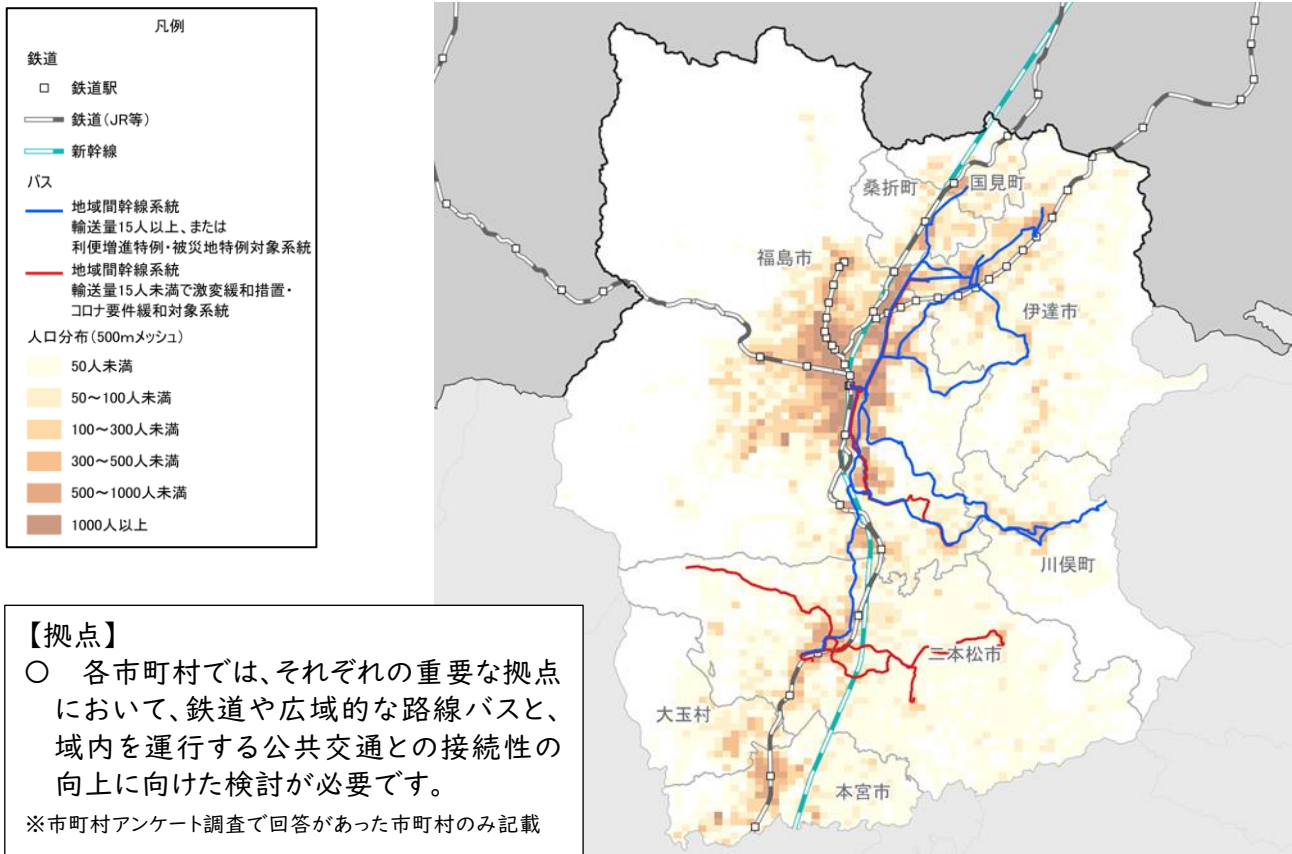 凡例
鉄道
鉄道駅
鉄道(JR等)
新幹線
バス
地域間幹線系統
輸送量15人以上、または
利便増進特例・被災地特例対象系統
地域間幹線系統
輸送量15人未満で激変緩和措置・
コロナ要件緩和対象系統
人口分布(500mメッシュ)
50人未満
50～100人未満
100～300人未満
300～500人未満
500～1000人未満
1000人以上
桑折町
国見町
福島市
伊達市
川俣町
二本松市
大玉村
本宮市
【拠点】
○　各市町村では、それぞれの重要な拠点
において、鉄道や広域的な路線バスと、
域内を運行する公共交通との接続性の
向上に向けた検討が必要です。
※市町村アンケート調査で回答があった市町村のみ記載